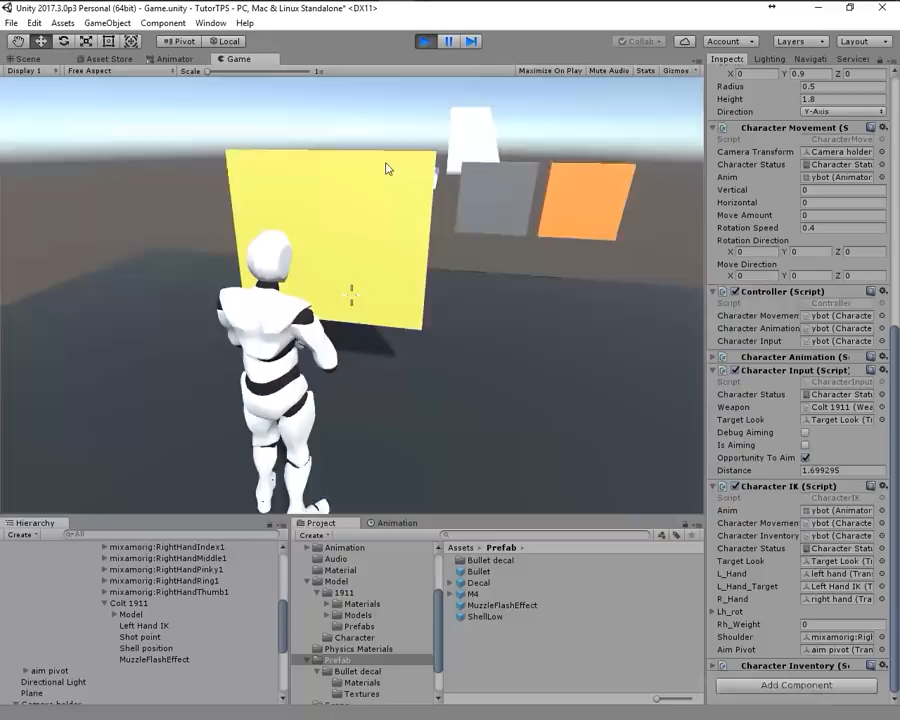 Unity 2017.3.0p3 Personal (64bit) - Game.unity - TutorTPS - PC, Mac & Linux Standalone* <DX11>
File Edit Assets GameObject Component Window Help
Pivot Local Collab Account Layers Layout
Scene Asset Store Animator Game
Display 1 Free Aspect Scale 1x Maximize On Play Mute Audio Stats Gizmos
Inspecto Lighting Navigati Services
X 0 Y 0.9 Z 0
Radius 0.5
Height 1.8
Direction Y-Axis
Character Movement (S
Script CharacterMove
Camera Transform Camera holder
Character Status Character Stat
Anim ybot (Animator
Vertical 0
Horizontal 0
Move Amount 0
Rotation Speed 0.4
Rotation Direction
X 0 Y 0 Z 0
Move Direction
X 0 Y 0 Z 0
Controller (Script)
Script Controller
Character Movemen ybot (Characte
Character Animation ybot (Characte
Character Input ybot (Characte
Character Animation (S
Character Input (Script)
Script CharacterInput
Character Status Character Statu
Weapon Colt 1911 (Wea
Target Look Target Look (Tr
Debug Aiming
Is Aiming
Opportunity To Aim
Distance 1.699295
Character IK (Script)
Script CharacterIK
Anim ybot (Animator
Character Movemen ybot (Characte
Character Inventory ybot (Characte
Character Status Character Statu
Target Look Target Look (Tr
L_Hand left hand (Tran
L_Hand_Target Left Hand IK (T
R_Hand right hand (Tra
Lh_rot
Rh_Weight 0
Shoulder mixamorig:Righ
Aim Pivot aim pivot (Tran
Character Inventory (Sc
Add Component
Hierarchy
Create All
mixamorig:RightHandIndex1
mixamorig:RightHandMiddle1
mixamorig:RightHandPinky1
mixamorig:RightHandRing1
mixamorig:RightHandThumb1
Colt 1911
Model
Left Hand IK
Shot point
Shell position
MuzzleFlashEffect
aim pivot
Directional Light
Plane
Camera holder
Project Animation
Create
Animation
Audio
Material
Model
1911
Materials
Models
Prefabs
Character
Physics Materials
Prefab
Bullet decal
Materials
Textures
Assets Prefab
Bullet decal
Bullet
Decal
M4
MuzzleFlashEffect
ShellLow